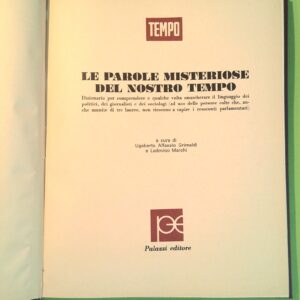 TEMPO
LE PAROLE MISTERIOSE
DEL NOSTRO TEMPO
Dizionario per comprendere e qualche volta smascherare il linguaggio dei
politici, dei giornalisti e dei sociologi (ad uso delle persone colte che, an-
che munite di tre lauree, non riescono a capire i resoconti parlamentari)
a cura di
Ugoberto Alfassio Grimaldi
e Lodovico Marchi
pe
Palazzi editore